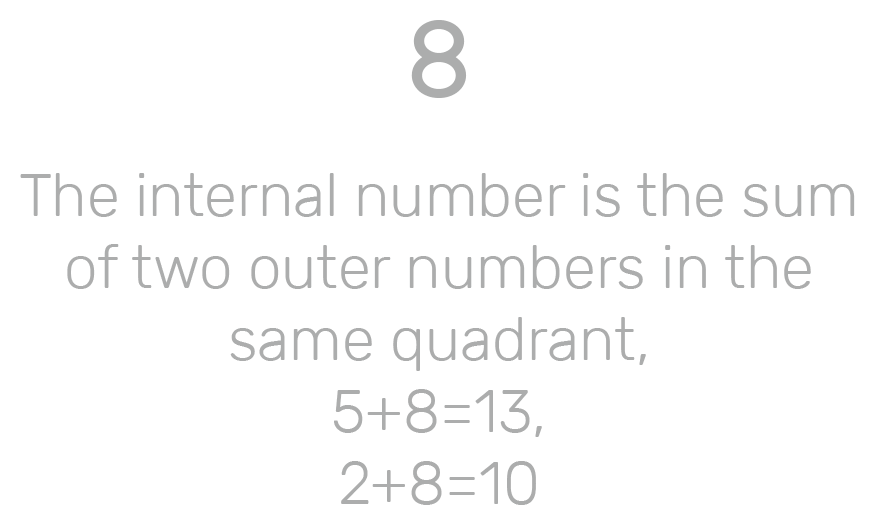 8
The internal number is the sum
of two outer numbers in the
same quadrant,
5+8=13,
2+8=10